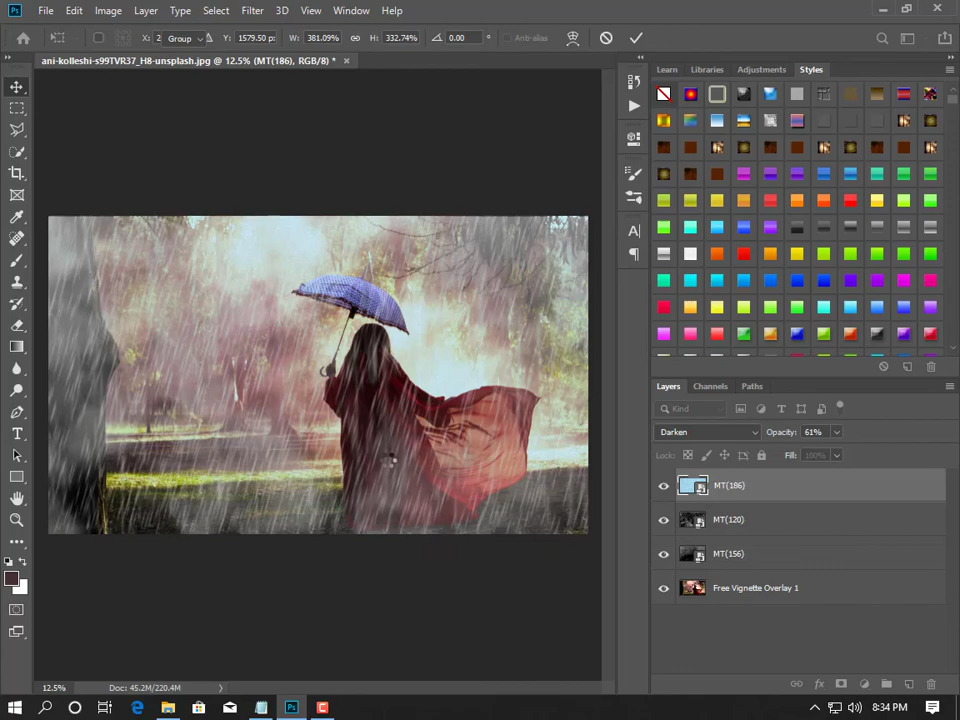 Ps File Edit Image Layer Type Select Filter 3D View Window Help
X: 2 Group Y: 1579.50 p: W: 381.09% H: 332.74% 0.00 ° Anti-alias
ani-kolleshi-s99TVR37_H8-unsplash.jpg @ 12.5% (MT(186), RGB/8) *
Learn Libraries Adjustments Styles
Layers Channels Paths
Kind
Darken Opacity: 61%
Lock: Fill: 100%
MT(186)
MT(120)
MT(156)
Free Vignette Overlay 1
12.5% Doc: 45.2M/220.4M
8:34 PM